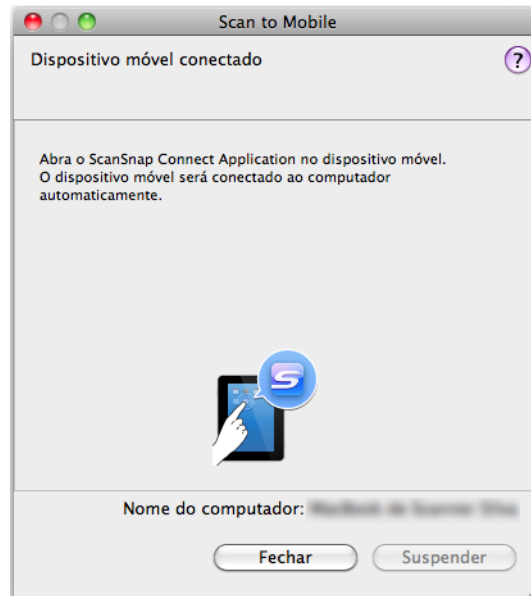 Scan to Mobile
Dispositivo móvel conectado
?
Abra o ScanSnap Connect Application no dispositivo móvel.
O dispositivo móvel será conectado ao computador
automaticamente.
S
Nome do computador:
Fechar
Suspender